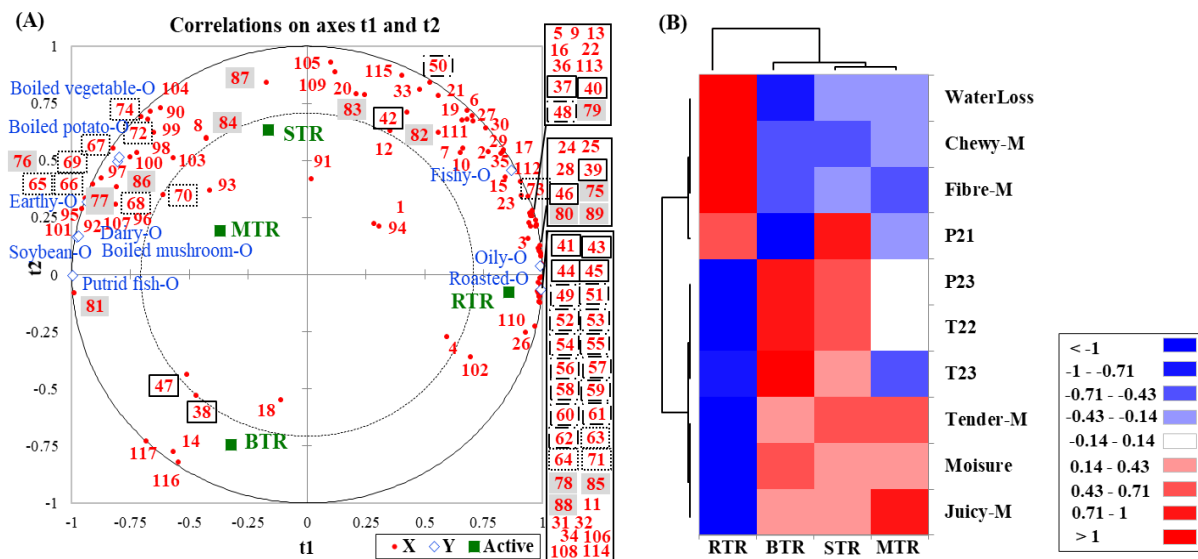 (A)
Correlations on axes t1 and t2
t2
1
0.75
0.5
0.25
0
-0.25
-0.5
-0.75
-1
-1 -0.75 -0.5 -0.25 0 0.25 0.5 0.75 1
t1
X Y Active
Boiled vegetable-O
Boiled potato-O
Earthy-O
Dairy-O
Soybean-O
Boiled mushroom-O
Putrid fish-O
Fishy-O
Oily-O
Roasted-O
STR
MTR
RTR
BTR
87 105 109 20 83 115 50 33 21
104 74 90 84 8 99 72 67 98
42 12 82 19 6 27 111 30 29
7 10 2 35 17 112 15 73 23
76 69 97 100 103 86 65 66 77 68 70 93
91 1 94 3
95 101 92 107 96
81 110 26 4 102
47 38 18 14 117 116
5 9 13
16 22
36 113
37 40
48 79
24 25
28 39
46 75
80 89
41 43
44 45
49 51
52 53
54 55
56 57
58 59
60 61
62 63
64 71
78 85
88 11
31 32
34 106
108 114
(B)
WaterLoss
Chewy-M
Fibre-M
P21
P23
T22
T23
Tender-M
Moisure
Juicy-M
RTR BTR STR MTR
< -1
-1 - -0.71
-0.71 - -0.43
-0.43 - -0.14
-0.14 - 0.14
0.14 - 0.43
0.43 - 0.71
0.71 - 1
> 1